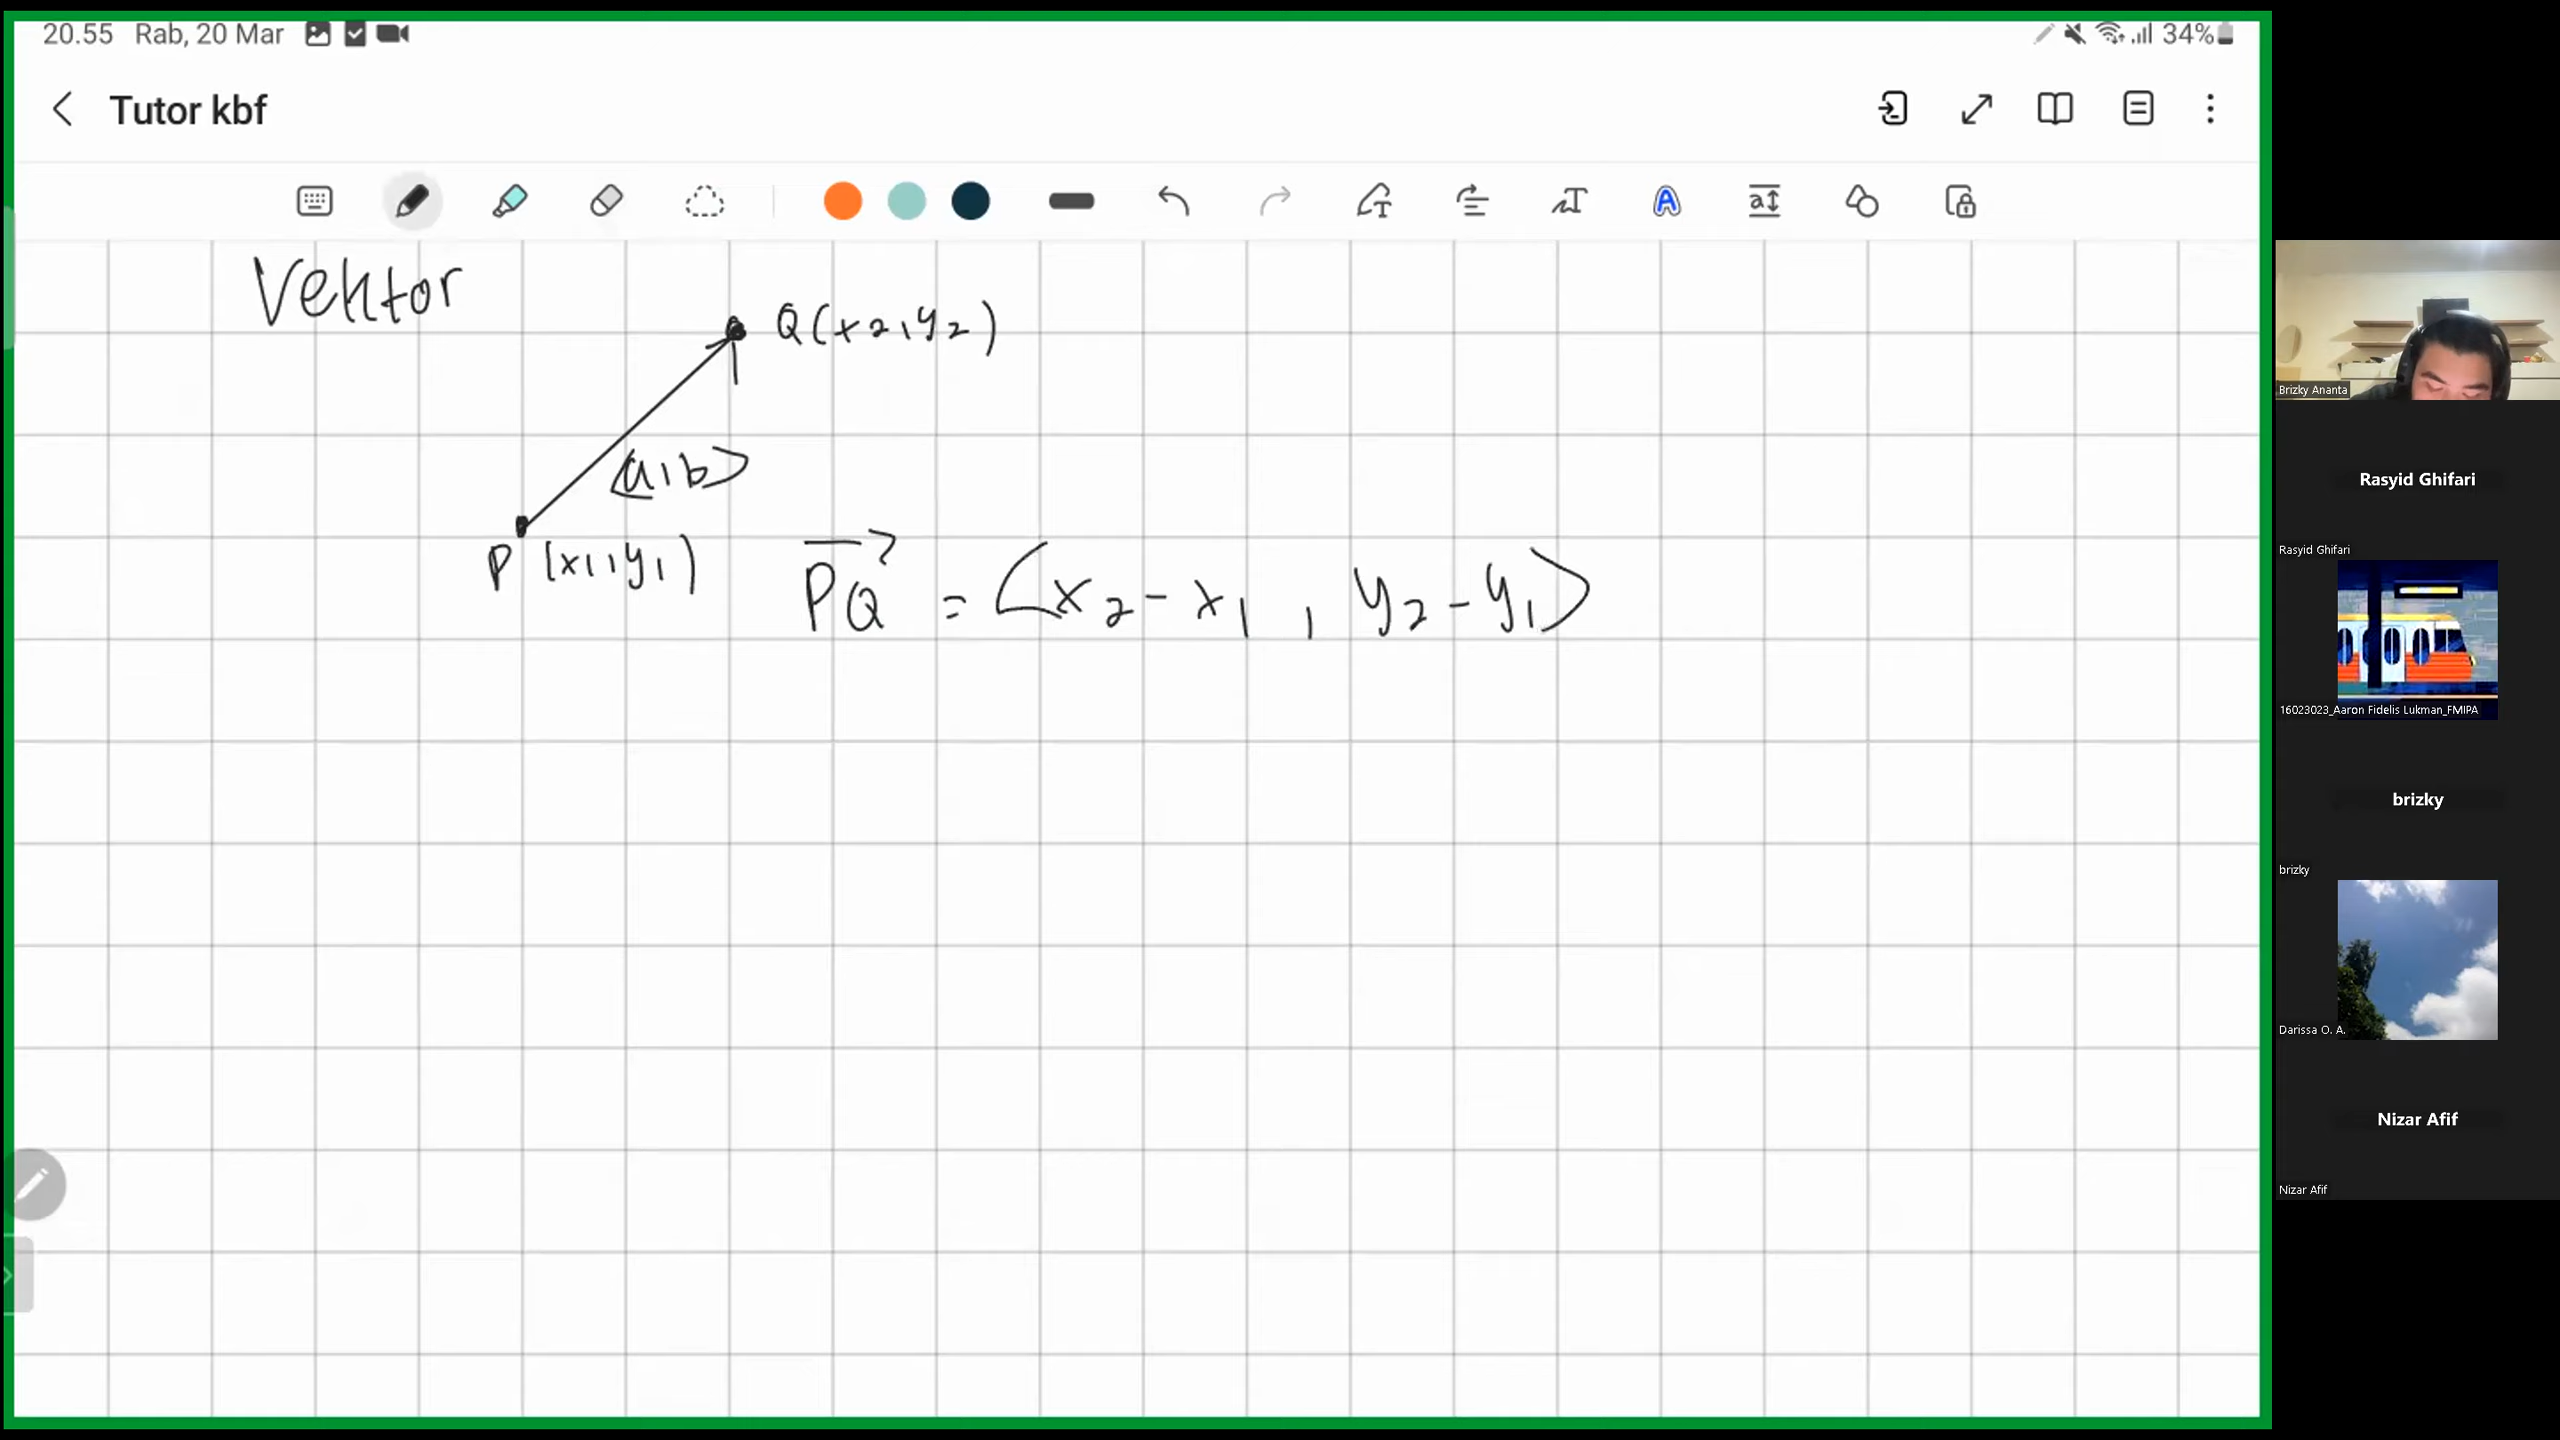 20.55 Rab, 20 Mar
34%
Tutor kbf
Vektor
Q(x2,y2)
<a,b>
P (x1,y1)
PQ = <x2-x1, y2-y1>
Brizky Ananta
Rasyid Ghifari
Rasyid Ghifari
16023023_Aaron Fidelis Lukman_FMIPA
brizky
brizky
Darissa O. A.
Nizar Afif
Nizar Afif